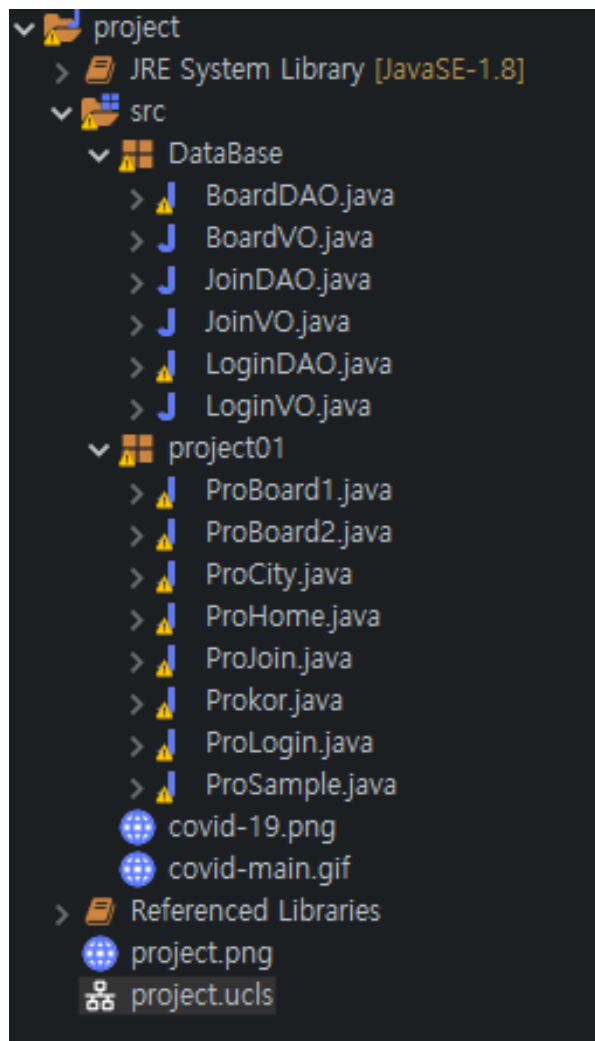 project
JRE System Library [JavaSE-1.8]
src
DataBase
BoardDAO.java
BoardVO.java
JoinDAO.java
JoinVO.java
LoginDAO.java
LoginVO.java
project01
ProBoard1.java
ProBoard2.java
ProCity.java
ProHome.java
ProJoin.java
Prokor.java
ProLogin.java
ProSample.java
covid-19.png
covid-main.gif
Referenced Libraries
project.png
project.ucls